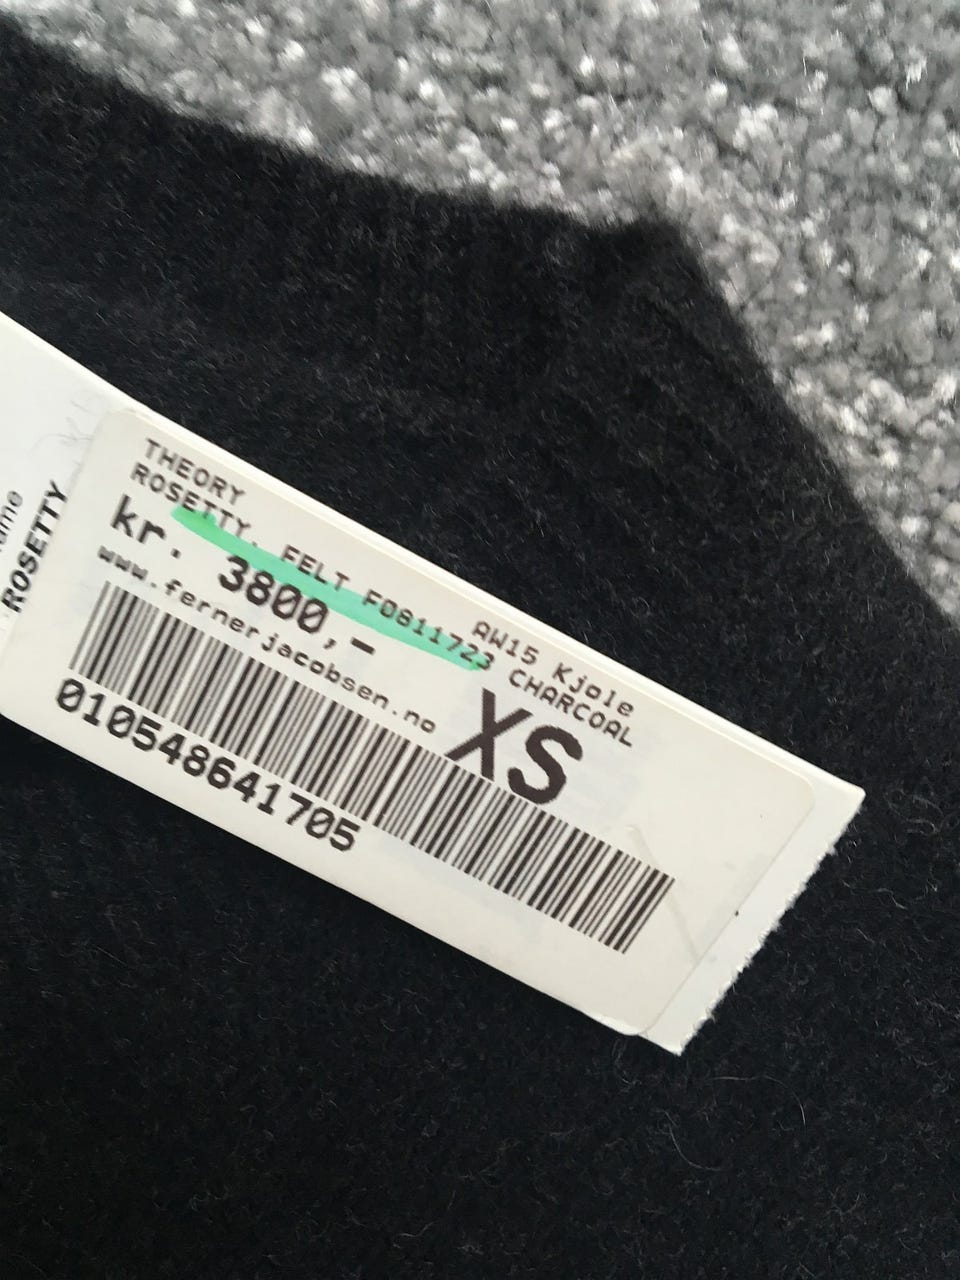 THEORY
AW15 Kjole
ROSETTY. FELT F0811723 CHARCOAL
kr. 3800,-
XS
www.fernerjacobsen.no
010548641705
ROSETTY